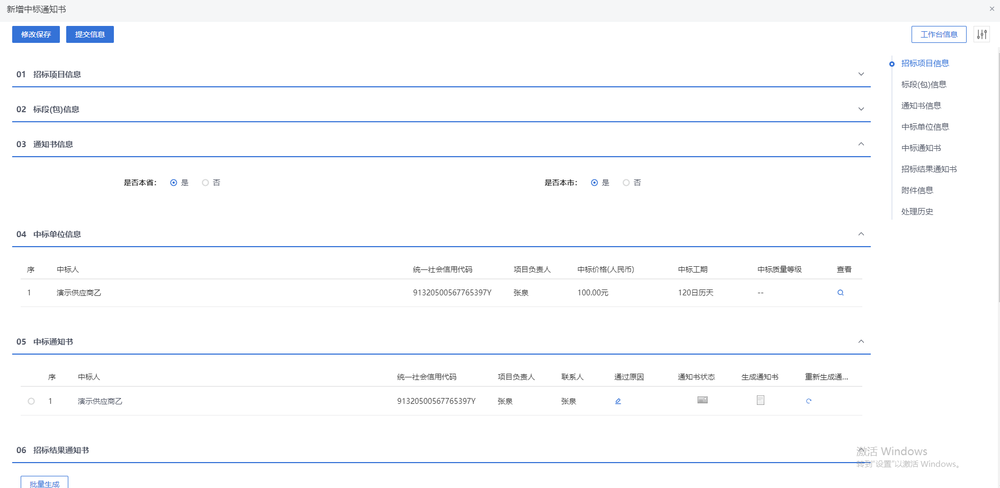 新增中标通知书
修改保存 提交信息 工作台信息
01 招标项目信息
02 标段(包)信息
03 通知书信息
是否本省： 是 否 是否本市： 是 否
04 中标单位信息
序 中标人 统一社会信用代码 项目负责人 中标价格(人民币) 中标工期 中标质量等级 查看
1 演示供应商乙 91320500567765397Y 张泉 100.00元 120日历天 --
05 中标通知书
序 中标人 统一社会信用代码 项目负责人 联系人 通过原因 通知书状态 生成通知书 重新生成通...
1 演示供应商乙 91320500567765397Y 张泉 张泉
06 招标结果通知书
批量生成
招标项目信息
标段(包)信息
通知书信息
中标单位信息
中标通知书
招标结果通知书
附件信息
处理历史
激活 Windows
转到"设置"以激活 Windows。